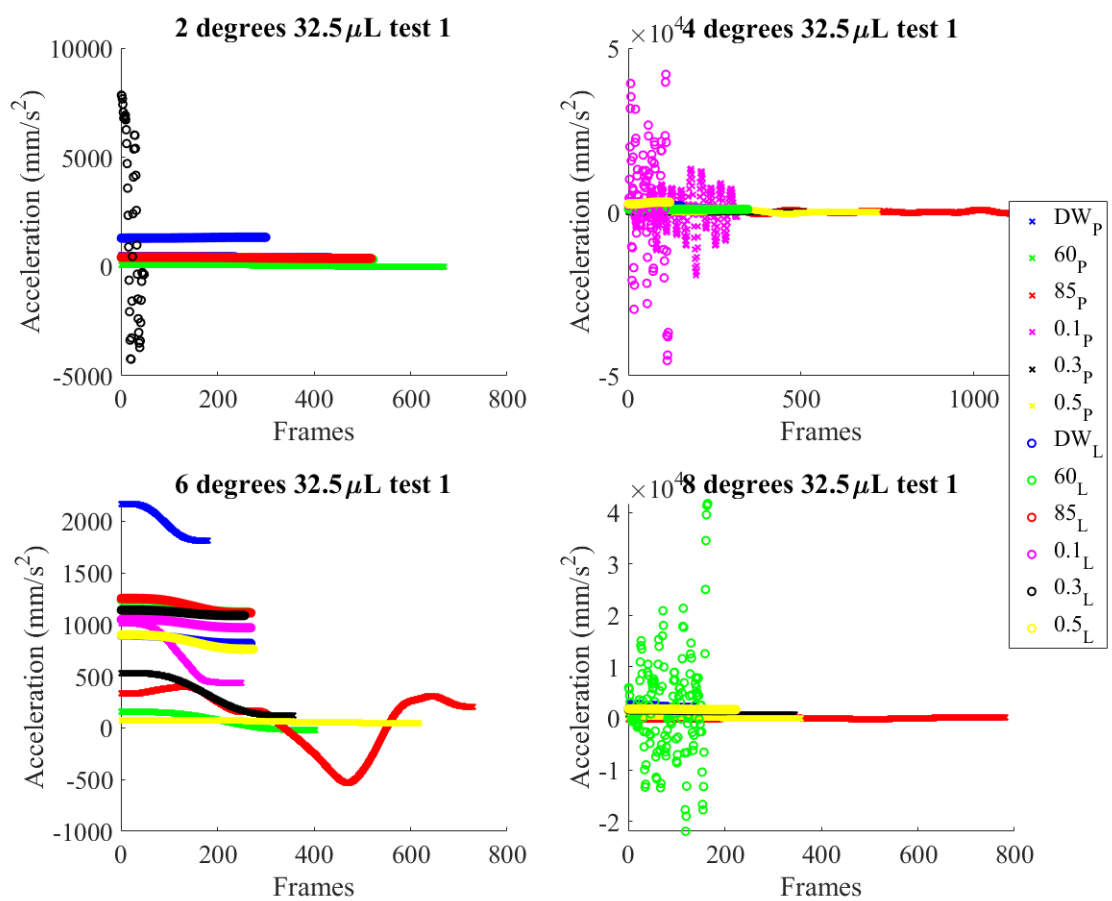 2 degrees 32.5μL test 1
10000
5000
0
-5000
Acceleration (mm/s²)
0 200 400 600 800
Frames
×10⁴
4 degrees 32.5μL test 1
5
0
-5
Acceleration (mm/s²)
0 500 1000
Frames
6 degrees 32.5μL test 1
2000
1500
1000
500
0
-500
-1000
Acceleration (mm/s²)
0 200 400 600 800
Frames
×10⁴
8 degrees 32.5μL test 1
4
3
2
1
0
-1
-2
Acceleration (mm/s²)
0 200 400 600 800
Frames
DW_P
60_P
85_P
0.1_P
0.3_P
0.5_P
DW_L
60_L
85_L
0.1_L
0.3_L
0.5_L